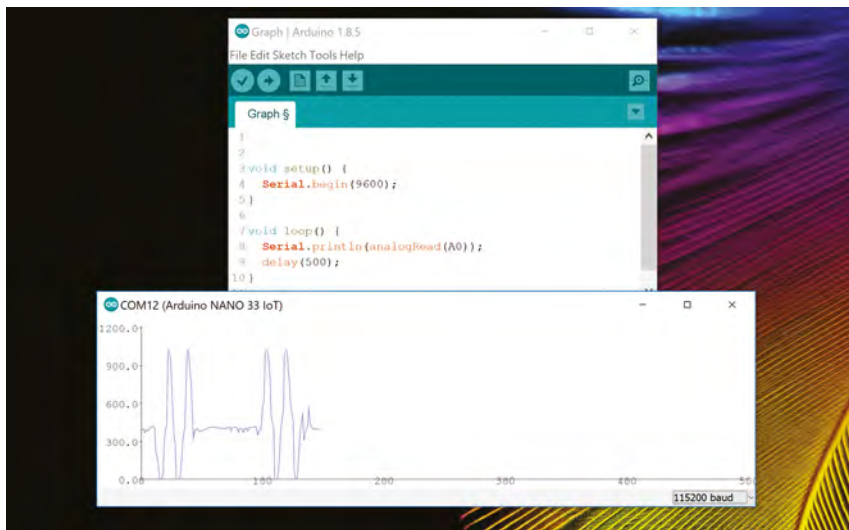 Graph | Arduino 1.8.5
File Edit Sketch Tools Help
Graph §
1
2
3 void setup() {
4 Serial.begin(9600);
5 }
6
7 void loop() {
8 Serial.println(analogRead(A0));
9 delay(500);
10 }
COM12 (Arduino NANO 33 IoT)
1200.0
900.0
600.0
300.0
0.00 100 200 300 400
115200 baud